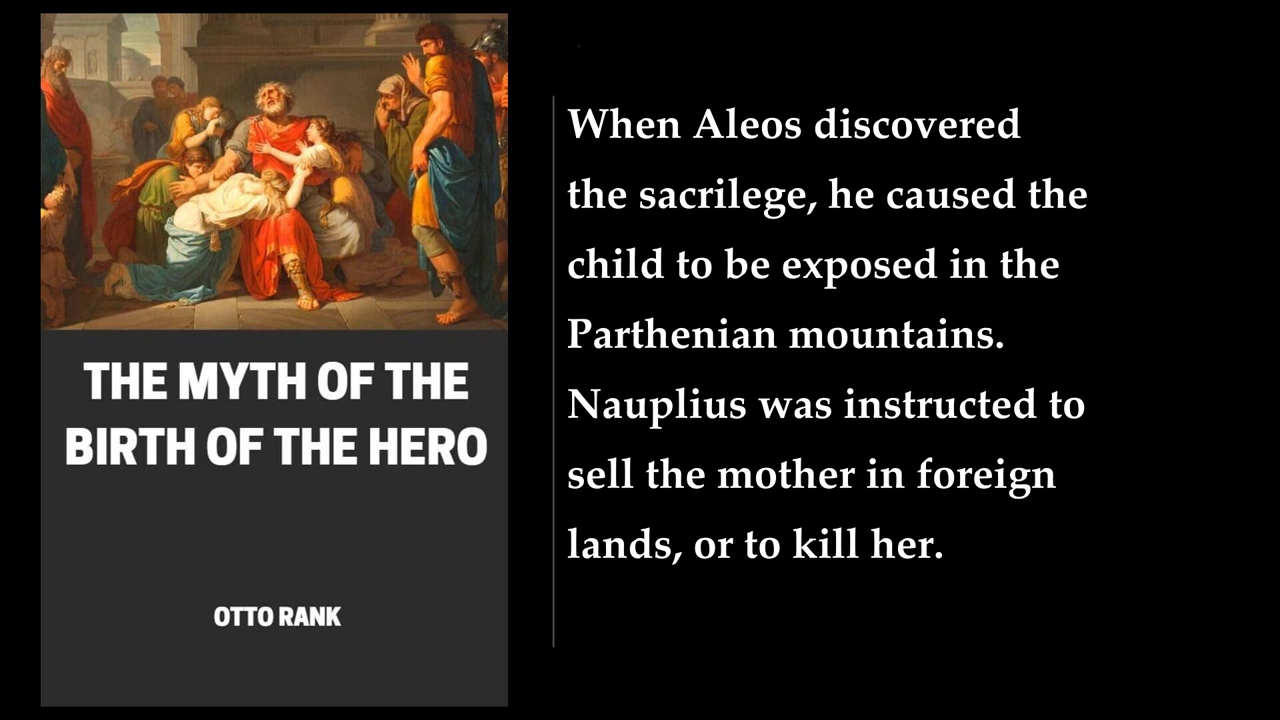 THE MYTH OF THE
BIRTH OF THE HERO
OTTO RANK
When Aleos discovered
the sacrilege, he caused the
child to be exposed in the
Parthenian mountains.
Nauplius was instructed to
sell the mother in foreign
lands, or to kill her.